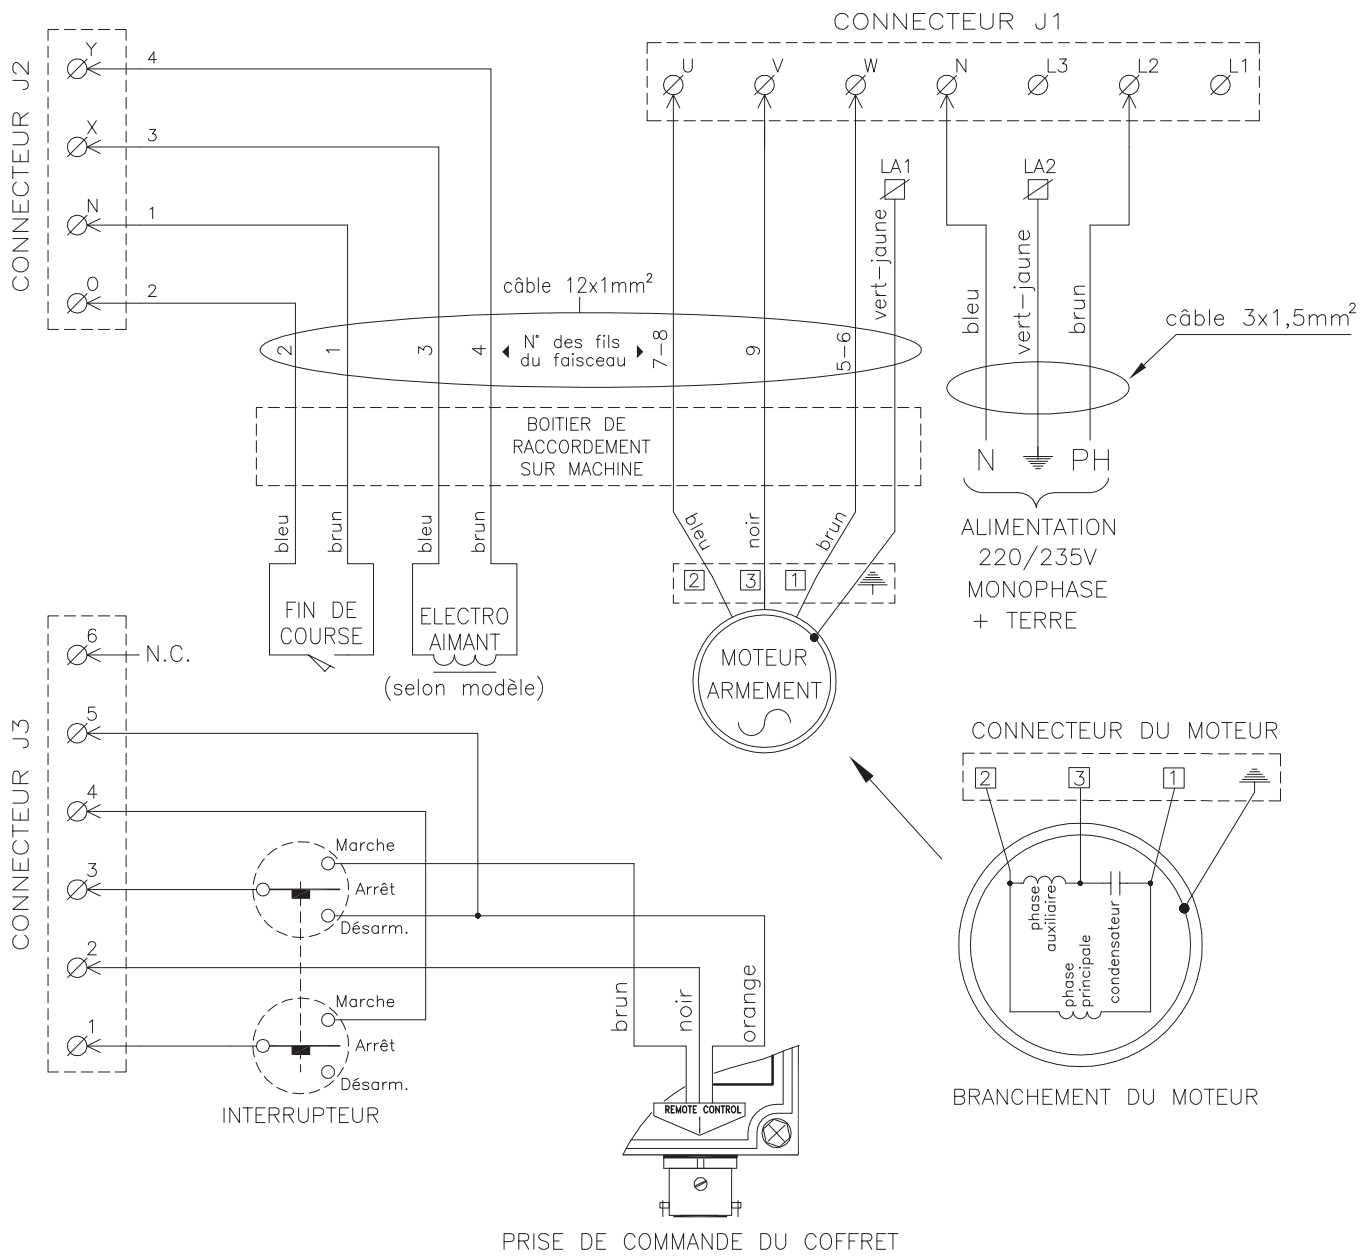 CONNECTEUR J1
CONNECTEUR J2
Y
4
X
3
N
1
O
2
U
V
W
N
L3
L2
L1
LA1
LA2
vert-jaune
bleu
vert-jaune
brun
câble 12x1mm²
câble 3x1,5mm²
2
1
3
4
N° des fils
du faisceau
7-8
9
5-6
BOITIER DE
RACCORDEMENT
SUR MACHINE
N
PH
ALIMENTATION
220/235V
MONOPHASE
+ TERRE
bleu
brun
bleu
brun
bleu
noir
brun
2
3
1
FIN DE
COURSE
ELECTRO
AIMANT
(selon modèle)
MOTEUR
ARMEMENT
CONNECTEUR J3
6
N.C.
5
4
3
2
1
Marche
Arrêt
Désarm.
Marche
Arrêt
Désarm.
INTERRUPTEUR
brun
noir
orange
REMOTE CONTROL
PRISE DE COMMANDE DU COFFRET
CONNECTEUR DU MOTEUR
2
3
1
phase
auxiliaire
phase
principale
condensateur
BRANCHEMENT DU MOTEUR